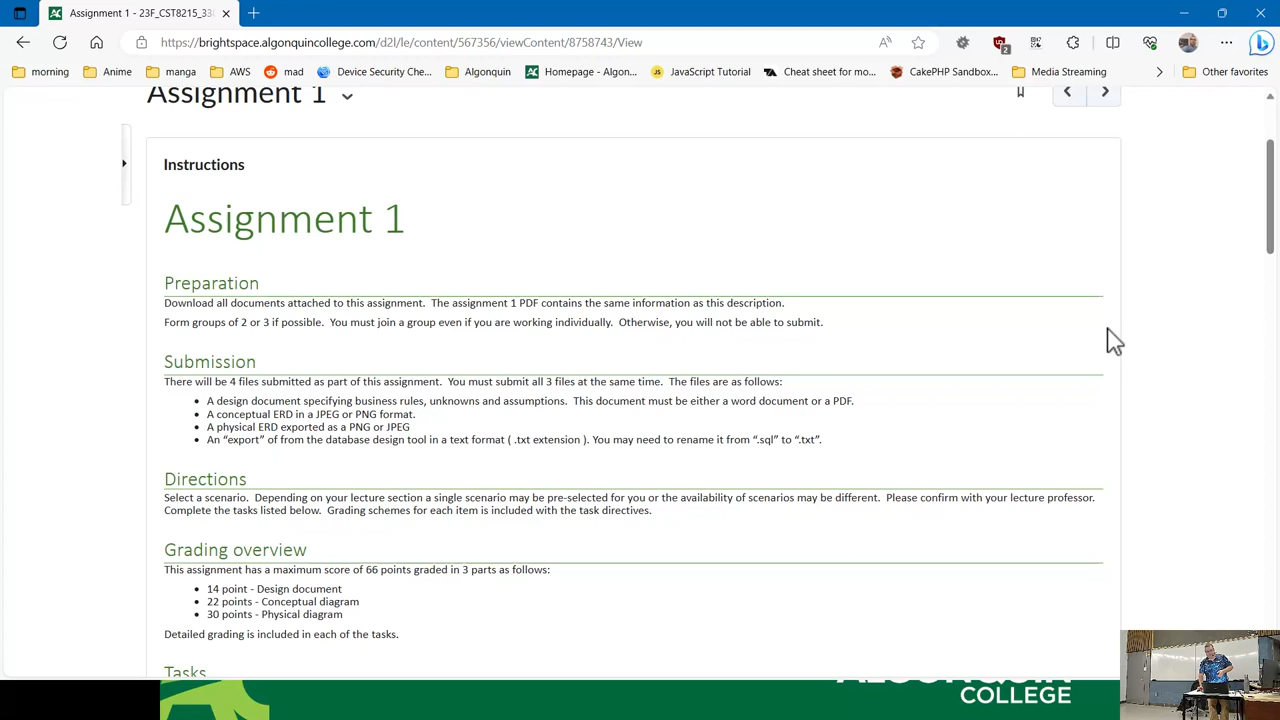 Assignment 1 - 23F_CST8215_33
https://brightspace.algonquincollege.com/d2l/le/content/567356/viewContent/8758743/View
2
morning
Anime
manga
AWS
mad
Device Security Che...
Algonquin
Homepage - Algon...
JavaScript Tutorial
Cheat sheet for mo...
CakePHP Sandbox...
Media Streaming
Other favorites
Assignment 1
Instructions
Assignment 1
Preparation
Download all documents attached to this assignment. The assignment 1 PDF contains the same information as this description.
Form groups of 2 or 3 if possible. You must join a group even if you are working individually. Otherwise, you will not be able to submit.
Submission
There will be 4 files submitted as part of this assignment. You must submit all 3 files at the same time. The files are as follows:
• A design document specifying business rules, unknowns and assumptions. This document must be either a word document or a PDF.
• A conceptual ERD in a JPEG or PNG format.
• A physical ERD exported as a PNG or JPEG
• An “export” of from the database design tool in a text format ( .txt extension ). You may need to rename it from “.sql” to “.txt”.
Directions
Select a scenario. Depending on your lecture section a single scenario may be pre-selected for you or the availability of scenarios may be different. Please confirm with your lecture professor.
Complete the tasks listed below. Grading schemes for each item is included with the task directives.
Grading overview
This assignment has a maximum score of 66 points graded in 3 parts as follows:
• 14 point - Design document
• 22 points - Conceptual diagram
• 30 points - Physical diagram
Detailed grading is included in each of the tasks.
Tasks
ALGONQUIN
COLLEGE